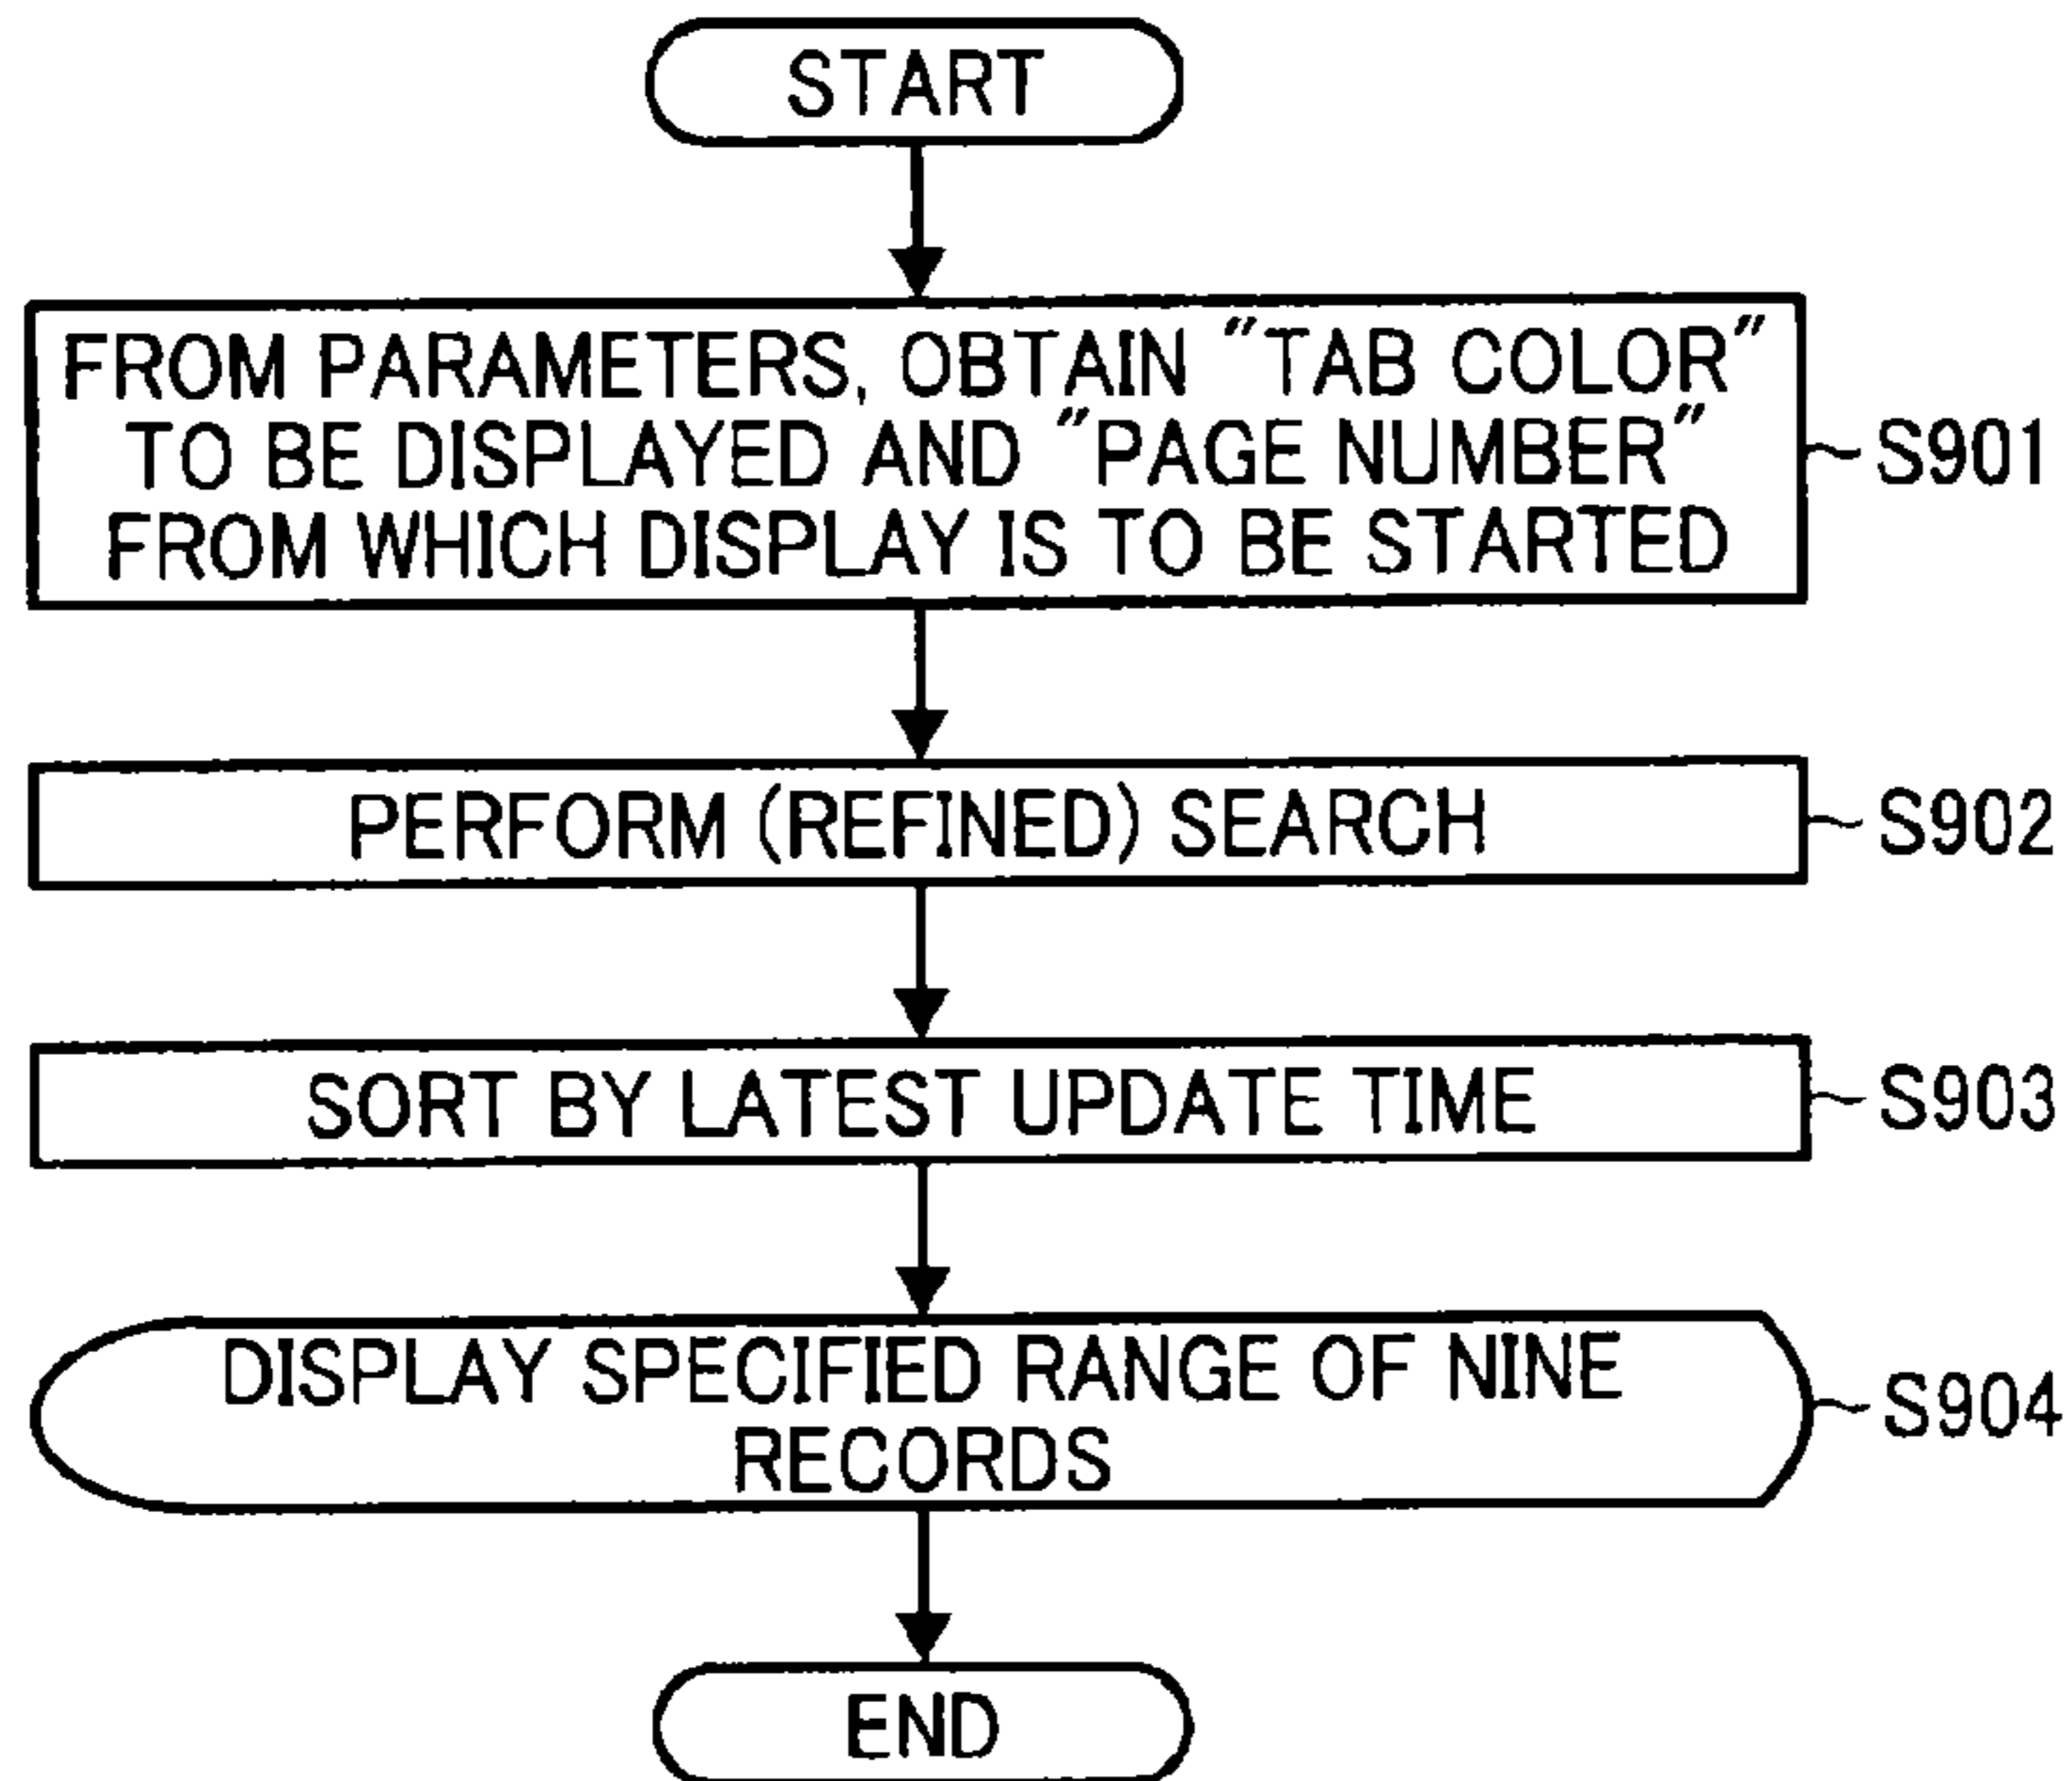 START
FROM PARAMETERS, OBTAIN "TAB COLOR"
TO BE DISPLAYED AND "PAGE NUMBER"
FROM WHICH DISPLAY IS TO BE STARTED
S901
PERFORM (REFINED) SEARCH
S902
SORT BY LATEST UPDATE TIME
S903
DISPLAY SPECIFIED RANGE OF NINE
RECORDS
S904
END